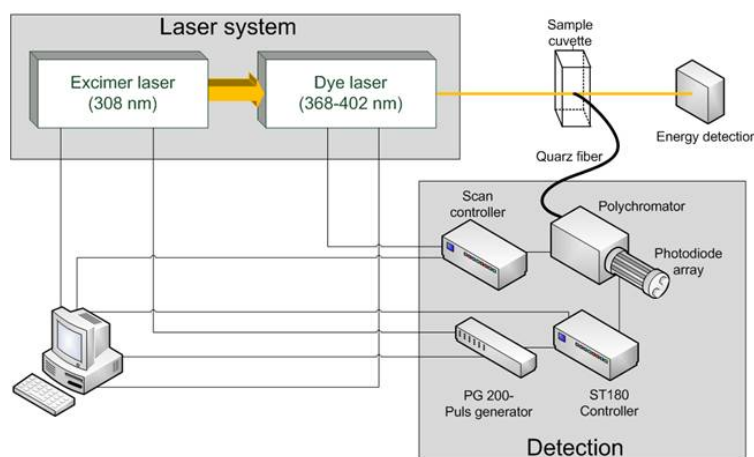 Laser system
Excimer laser
(308 nm)
Dye laser
(368-402 nm)
Sample
cuvette
Energy detection
Quarz fiber
Scan
controller
Polychromator
Photodiode
array
PG 200-
Puls generator
ST180
Controller
Detection